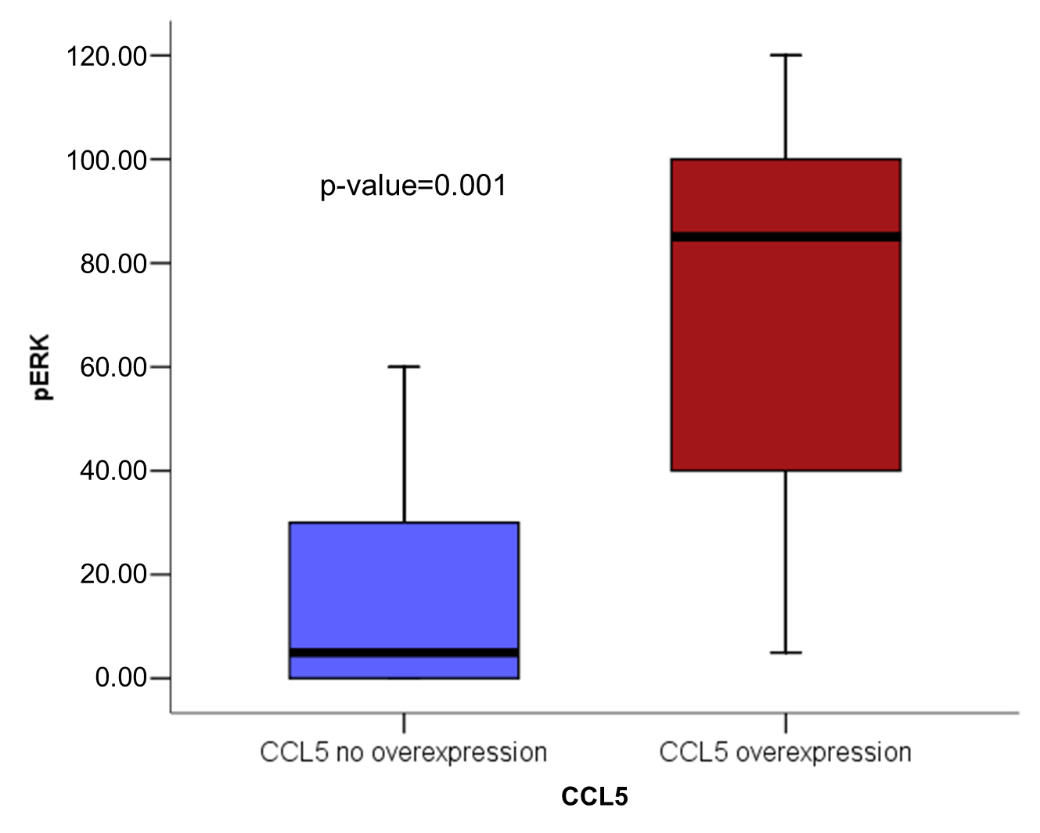 120.00
100.00
p-value=0.001
80.00
pERK
60.00
40.00
20.00
0.00
CCL5 no overexpression
CCL5 overexpression
CCL5